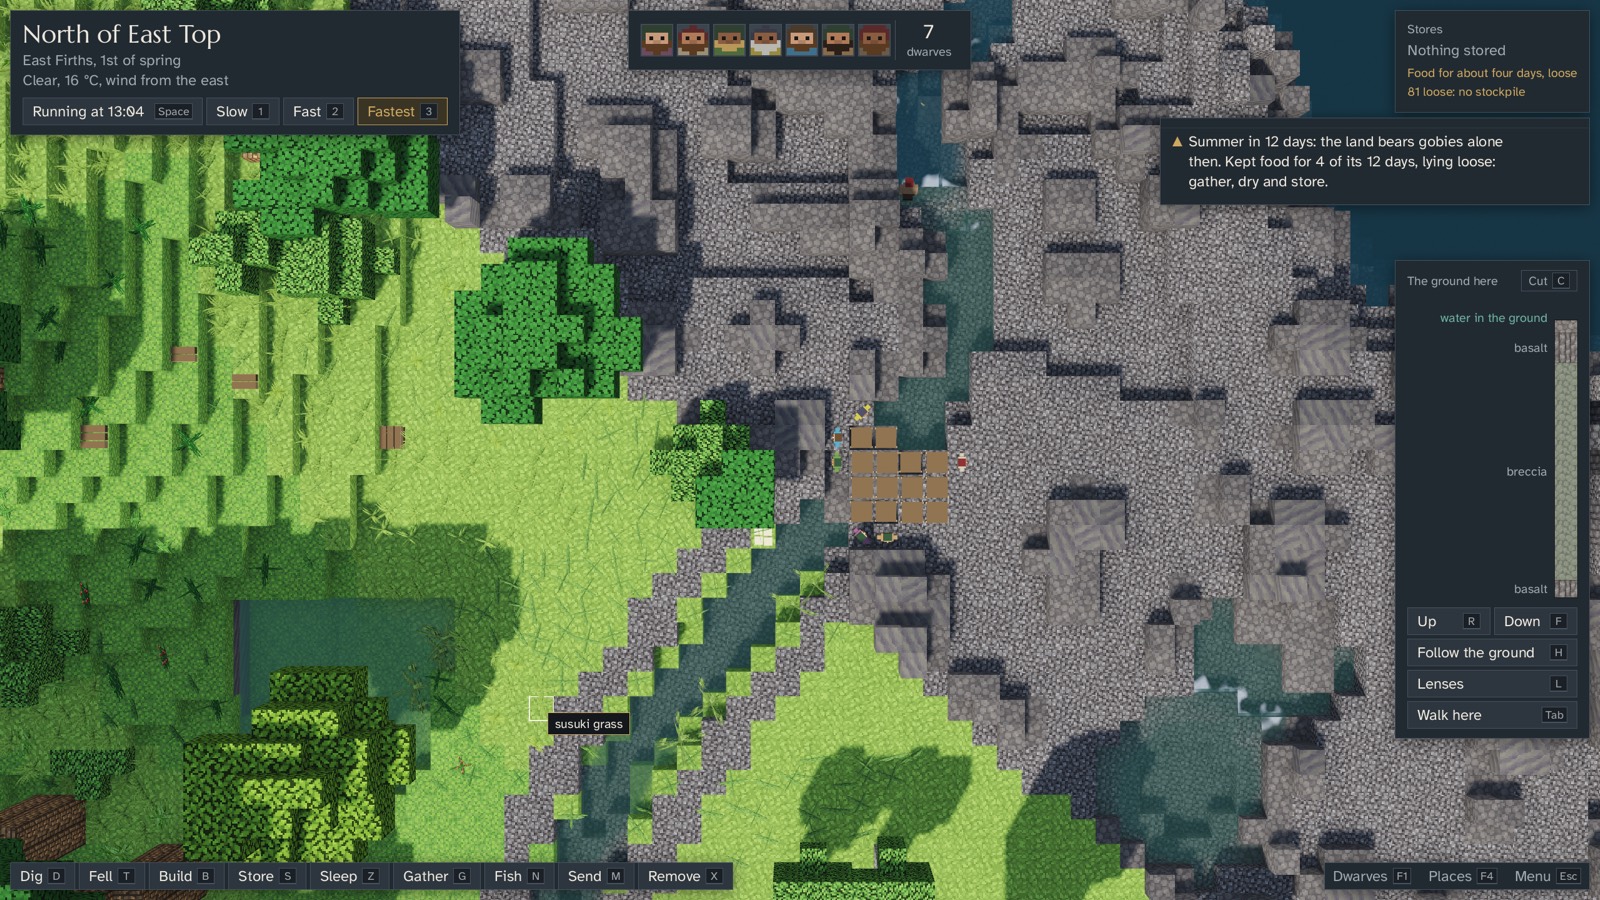 North of East Top
East Firths, 1st of spring
Clear, 16 °C, wind from the east
Running at 13:04 Space
Slow 1
Fast 2
Fastest 3
7
dwarves
Stores
Nothing stored
Food for about four days, loose
81 loose: no stockpile
Summer in 12 days: the land bears gobies alone
then. Kept food for 4 of its 12 days, lying loose:
gather, dry and store.
The ground here
Cut C
water in the ground
basalt
breccia
basalt
Up R
Down F
Follow the ground H
Lenses L
Walk here Tab
susuki grass
Dig D
Fell T
Build B
Store S
Sleep Z
Gather G
Fish N
Send M
Remove X
Dwarves F1
Places F4
Menu Esc